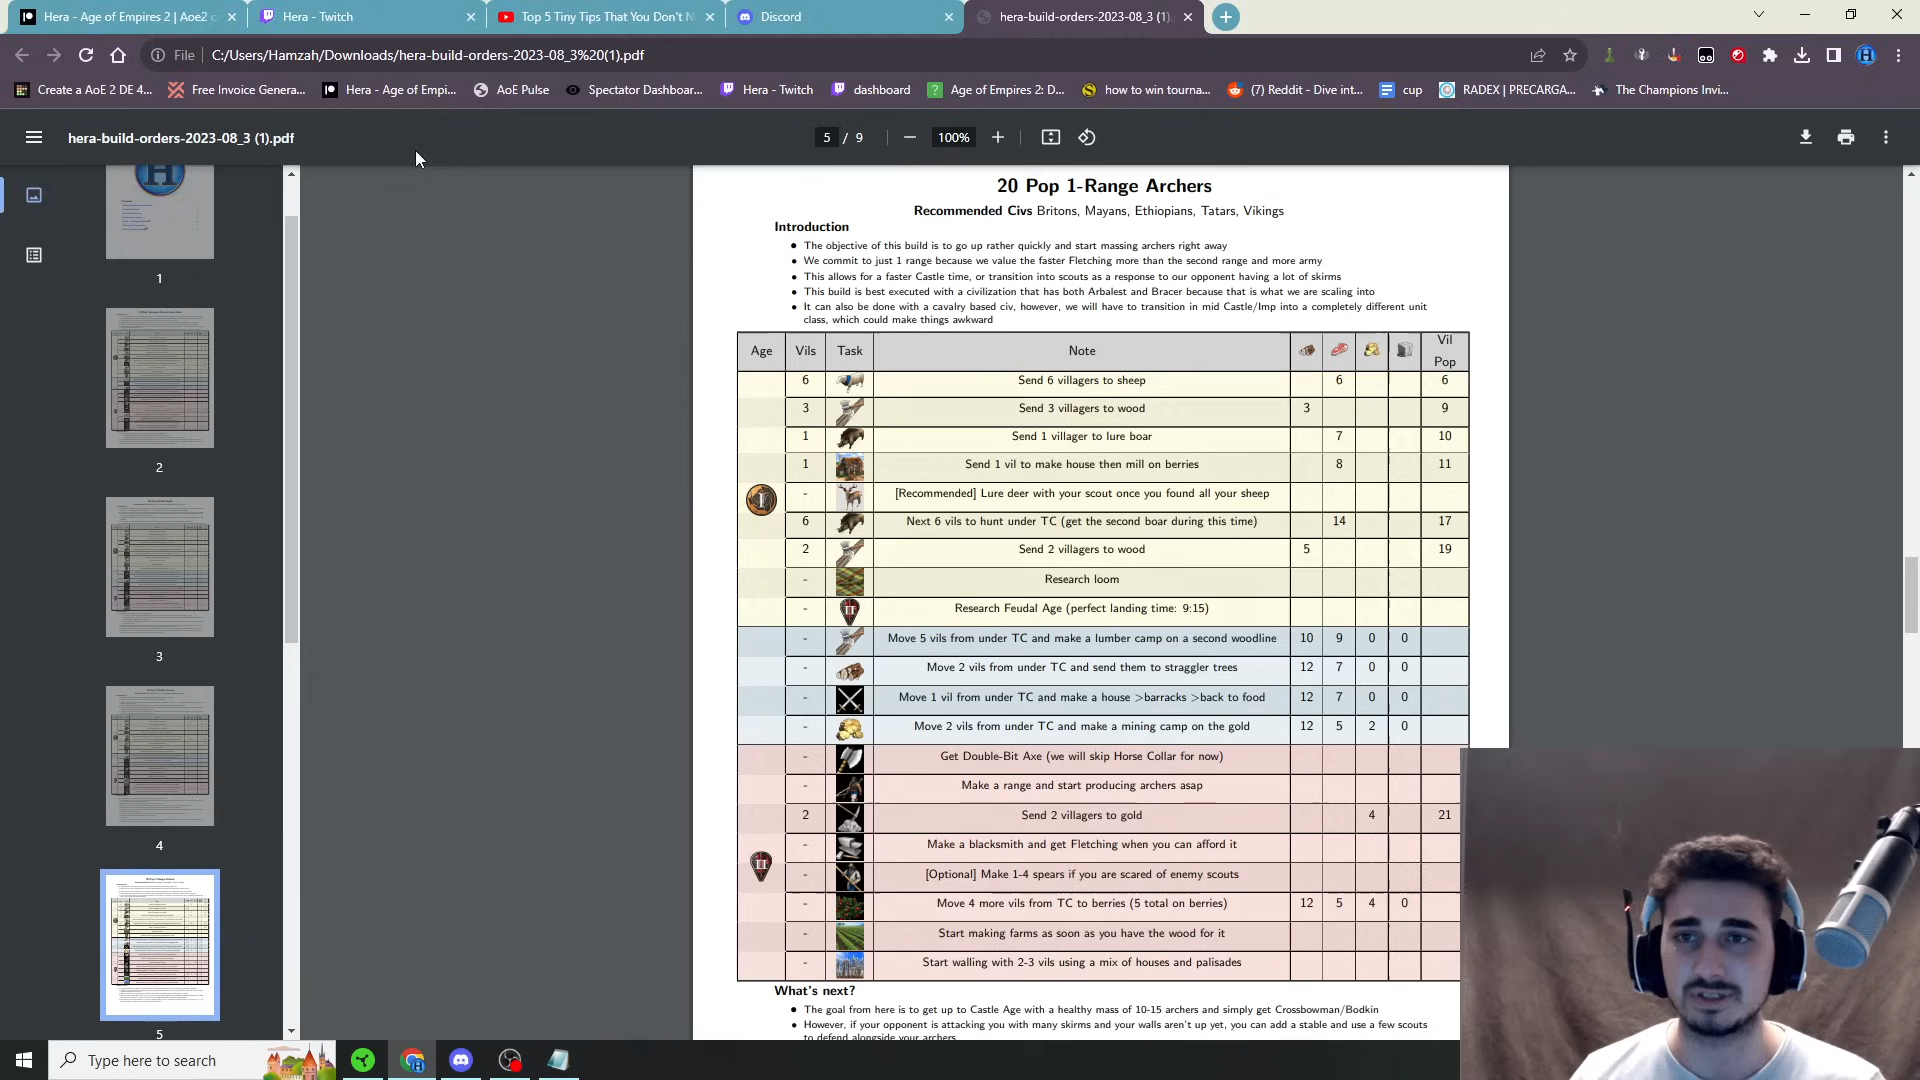 Hera - Age of Empires 2 | Aoe2 c
Hera - Twitch
Top 5 Tiny Tips That You Don't N
Discord
hera-build-orders-2023-08_3 (1).
File
C:/Users/Hamzah/Downloads/hera-build-orders-2023-08_3%20(1).pdf
Create a AoE 2 DE 4...
Free Invoice Genera...
Hera - Age of Empi...
AoE Pulse
Spectator Dashboar...
Hera - Twitch
dashboard
Age of Empires 2: D...
how to win tourna...
(7) Reddit - Dive int...
cup
RADEX | PRECARGA...
The Champions Invi...
hera-build-orders-2023-08_3 (1).pdf
5 / 9
100%
1
2
3
4
5
20 Pop 1-Range Archers
Recommended Civs Britons, Mayans, Ethiopians, Tatars, Vikings
Introduction
• The objective of this build is to go up rather quickly and start massing archers right away
• We commit to just 1 range because we value the faster Fletching more than the second range and more army
• This allows for a faster Castle time, or transition into scouts as a response to our opponent having a lot of skirms
• This build is best executed with a civilization that has both Arbalest and Bracer because that is what we are scaling into
• It can also be done with a cavalry based civ, however, we will have to transition in mid Castle/Imp into a completely different unit
class, which could make things awkward
Age Vils Task Note Vil
Pop
6 Send 6 villagers to sheep 6 6
3 Send 3 villagers to wood 3 9
1 Send 1 villager to lure boar 7 10
1 Send 1 vil to make house then mill on berries 8 11
- [Recommended] Lure deer with your scout once you found all your sheep
6 Next 6 vils to hunt under TC (get the second boar during this time) 14 17
2 Send 2 villagers to wood 5 19
- Research loom
- Research Feudal Age (perfect landing time: 9:15)
- Move 5 vils from under TC and make a lumber camp on a second woodline 10 9 0 0
- Move 2 vils from under TC and send them to straggler trees 12 7 0 0
- Move 1 vil from under TC and make a house >barracks >back to food 12 7 0 0
- Move 2 vils from under TC and make a mining camp on the gold 12 5 2 0
- Get Double-Bit Axe (we will skip Horse Collar for now)
- Make a range and start producing archers asap
2 Send 2 villagers to gold 4 21
- Make a blacksmith and get Fletching when you can afford it
- [Optional] Make 1-4 spears if you are scared of enemy scouts
- Move 4 more vils from TC to berries (5 total on berries) 12 5 4 0
- Start making farms as soon as you have the wood for it
- Start walling with 2-3 vils using a mix of houses and palisades
What's next?
• The goal from here is to get up to Castle Age with a healthy mass of 10-15 archers and simply get Crossbowman/Bodkin
• However, if your opponent is attacking you with many skirms and your walls aren't up yet, you can add a stable and use a few scouts
to defend alongside your archers
Type here to search